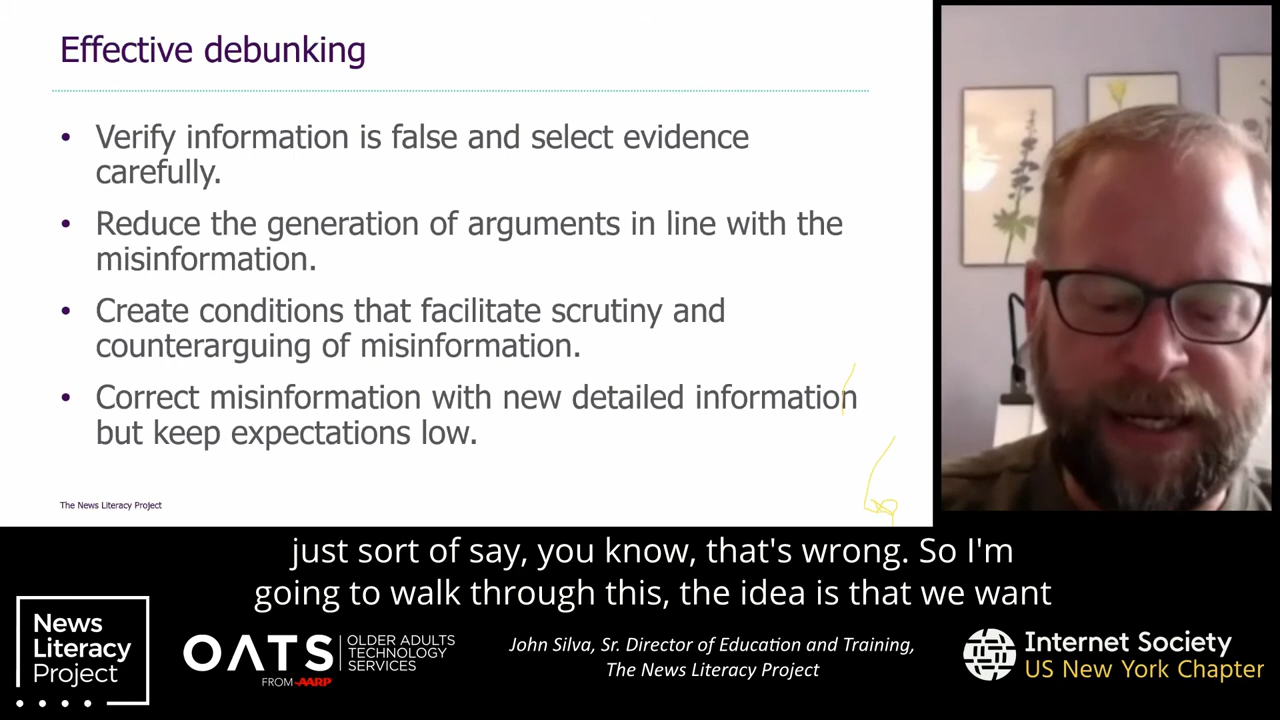 Effective debunking
• Verify information is false and select evidence
carefully.
• Reduce the generation of arguments in line with the
misinformation.
• Create conditions that facilitate scrutiny and
counterarguing of misinformation.
• Correct misinformation with new detailed information
but keep expectations low.
The News Literacy Project
just sort of say, you know, that's wrong. So I'm
going to walk through this, the idea is that we want
News
Literacy
Project
OATS
OLDER ADULTS
TECHNOLOGY
SERVICES
FROM AARP
John Silva, Sr. Director of Education and Training,
The News Literacy Project
Internet Society
US New York Chapter